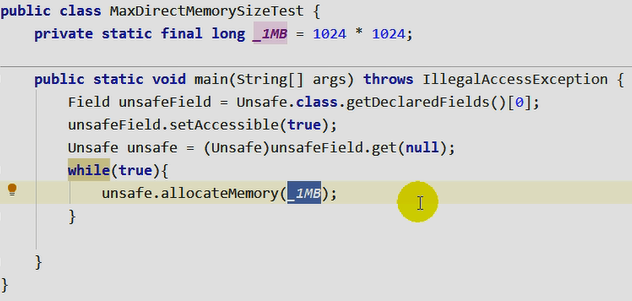 public class MaxDirectMemorySizeTest {
private static final long _1MB = 1024 * 1024;
public static void main(String[] args) throws IllegalAccessException {
Field unsafeField = Unsafe.class.getDeclaredFields()[0];
unsafeField.setAccessible(true);
Unsafe unsafe = (Unsafe)unsafeField.get(null);
while(true){
unsafe.allocateMemory(_1MB);
}
}
}